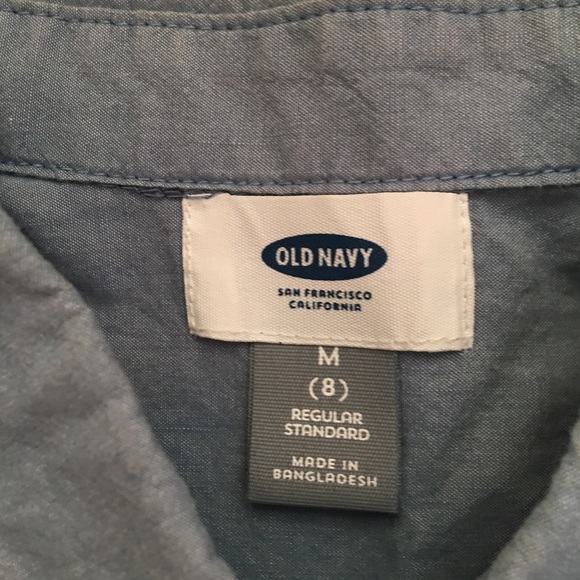 OLD NAVY
SAN FRANCISCO
CALIFORNIA
M
(8)
REGULAR
STANDARD
MADE IN
BANGLADESH